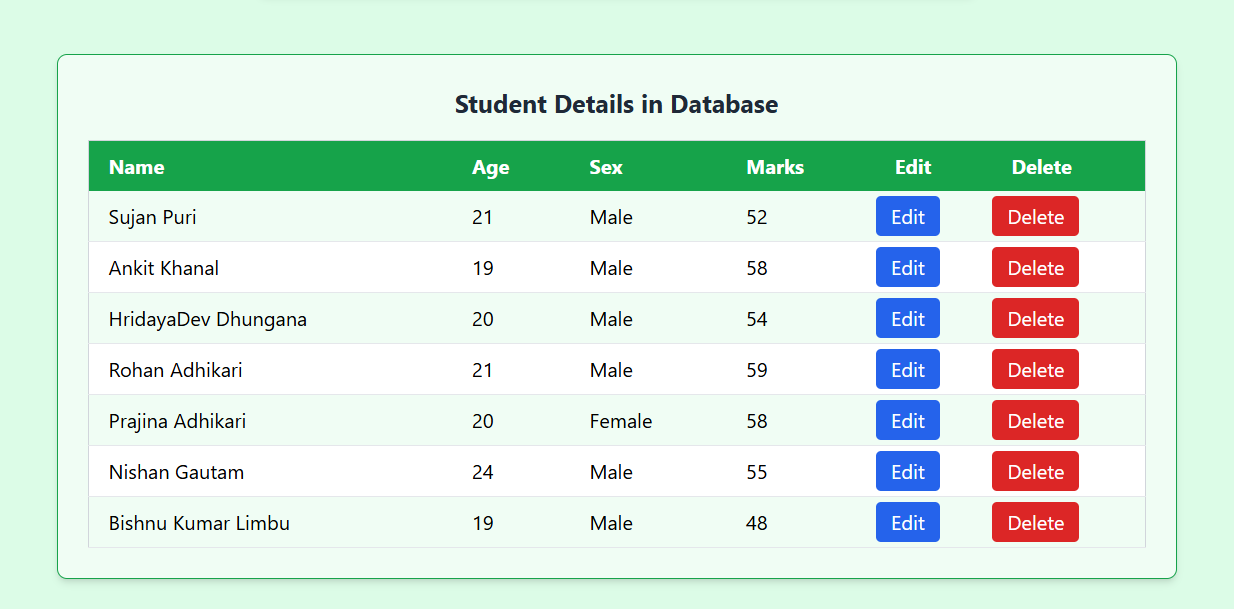 Student Details in Database
Name Age Sex Marks Edit Delete
Sujan Puri 21 Male 52 Edit Delete
Ankit Khanal 19 Male 58 Edit Delete
HridayaDev Dhungana 20 Male 54 Edit Delete
Rohan Adhikari 21 Male 59 Edit Delete
Prajina Adhikari 20 Female 58 Edit Delete
Nishan Gautam 24 Male 55 Edit Delete
Bishnu Kumar Limbu 19 Male 48 Edit Delete